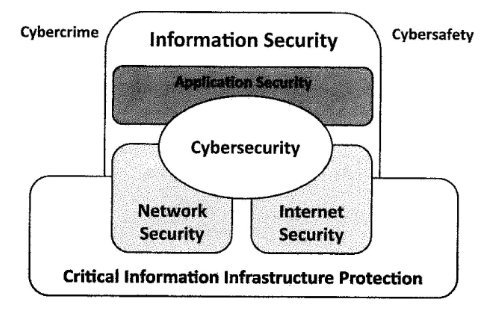 Cybercrime
Information Security
Cybersafety
Application Security
Cybersecurity
Network
Security
Internet
Security
Critical Information Infrastructure Protection